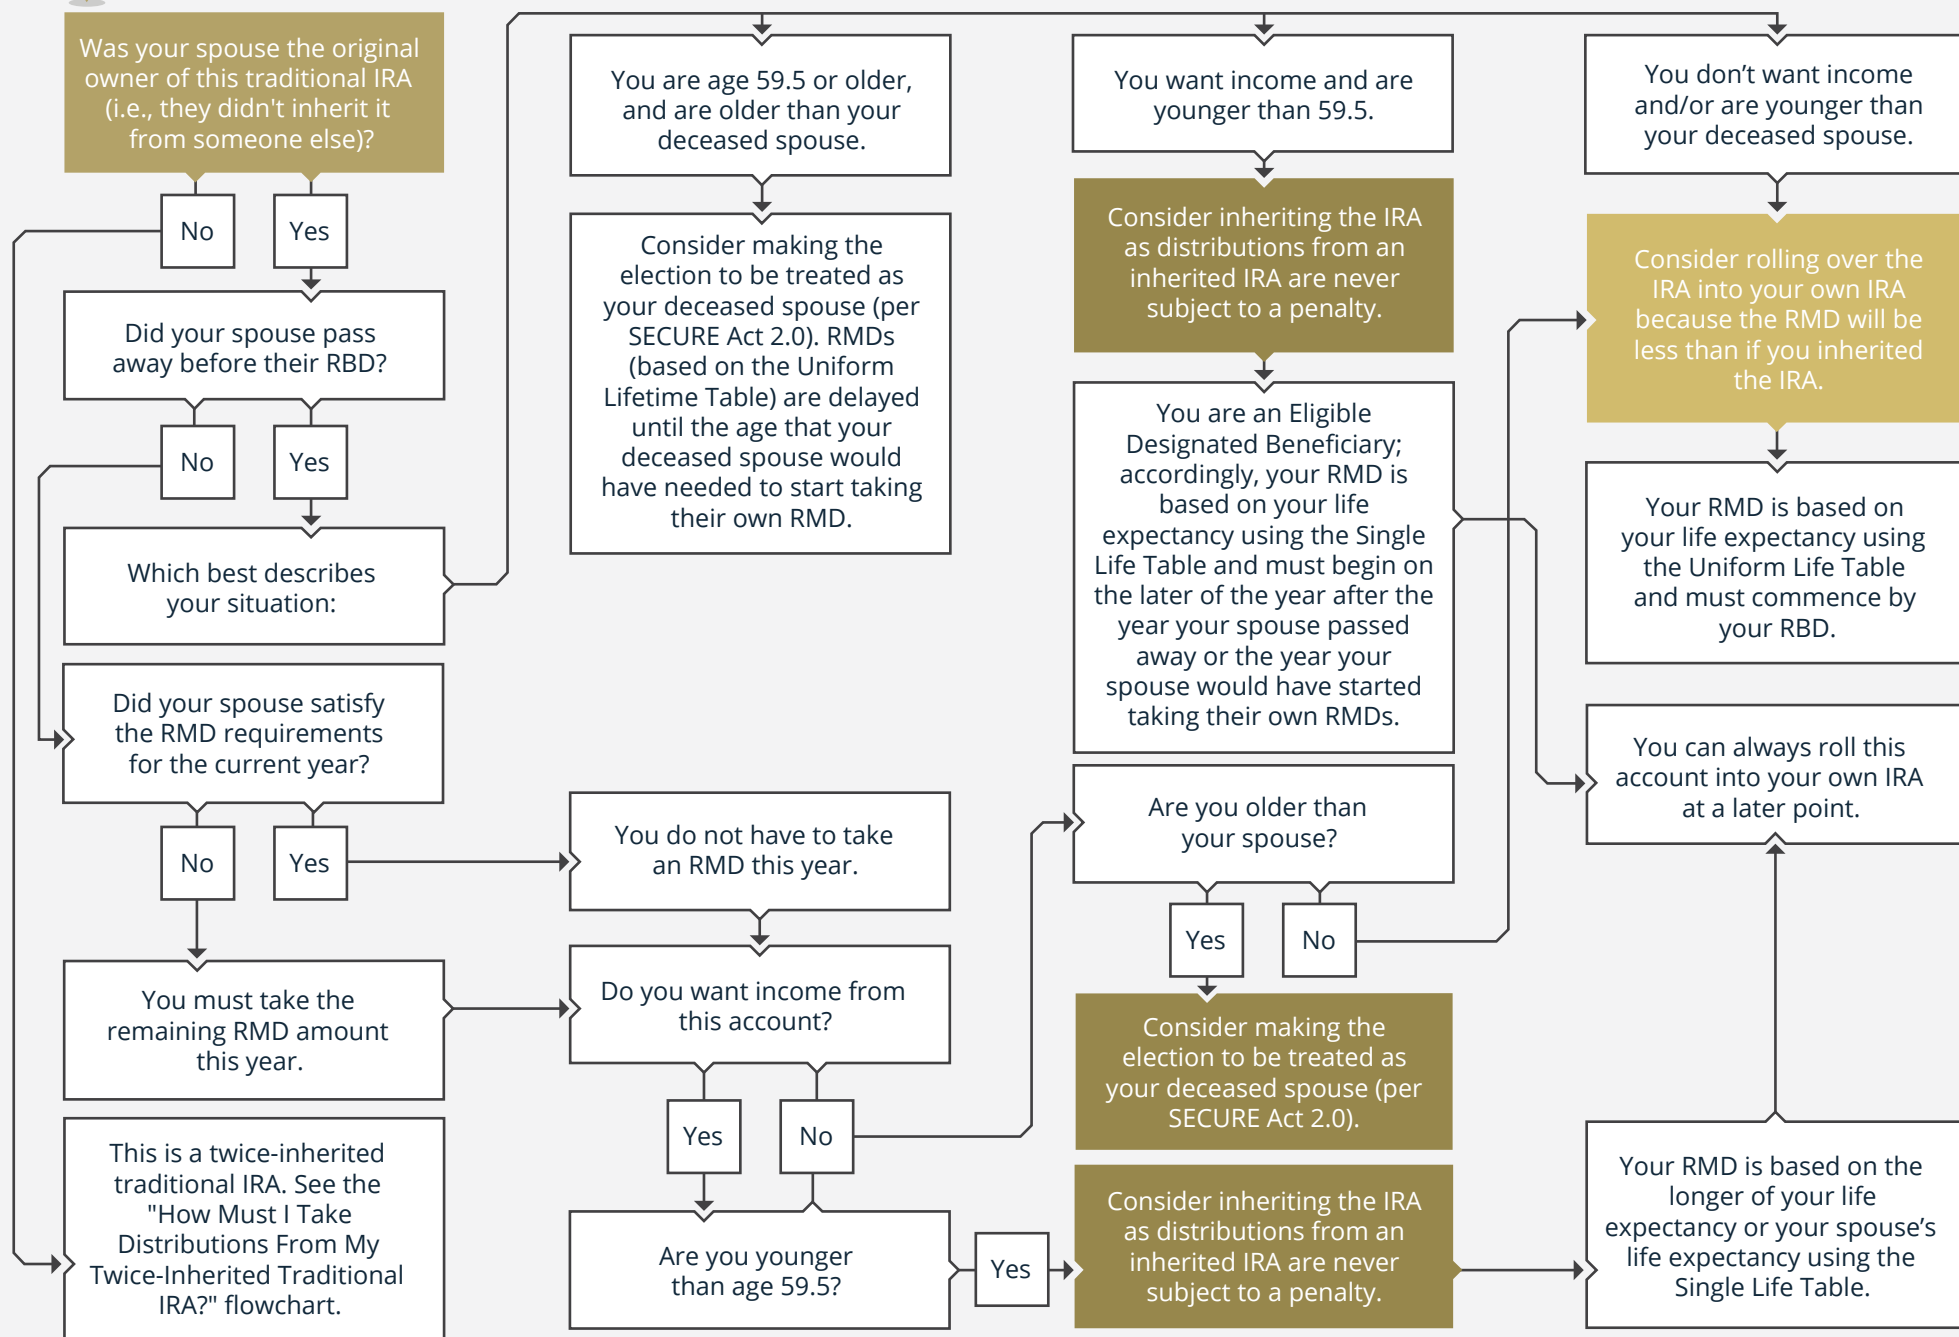 Was your spouse the original
owner of this traditional IRA
(i.e., they didn't inherit it
from someone else)?
No
Yes
Did your spouse pass
away before their RBD?
No
Yes
Which best describes
your situation:
Did your spouse satisfy
the RMD requirements
for the current year?
No
Yes
You must take the
remaining RMD amount
this year.
This is a twice-inherited
traditional IRA. See the
"How Must I Take
Distributions From My
Twice-Inherited Traditional
IRA?" flowchart.
You are age 59.5 or older,
and are older than your
deceased spouse.
Consider making the
election to be treated as
your deceased spouse (per
SECURE Act 2.0). RMDs
(based on the Uniform
Lifetime Table) are delayed
until the age that your
deceased spouse would
have needed to start taking
their own RMD.
You do not have to take
an RMD this year.
Do you want income from
this account?
Yes
No
Are you younger
than age 59.5?
Yes
You want income and are
younger than 59.5.
Consider inheriting the IRA
as distributions from an
inherited IRA are never
subject to a penalty.
You are an Eligible
Designated Beneficiary;
accordingly, your RMD is
based on your life
expectancy using the Single
Life Table and must begin on
the later of the year after the
year your spouse passed
away or the year your
spouse would have started
taking their own RMDs.
Are you older than
your spouse?
Yes
No
Consider making the
election to be treated as
your deceased spouse (per
SECURE Act 2.0).
Consider inheriting the IRA
as distributions from an
inherited IRA are never
subject to a penalty.
You don’t want income
and/or are younger than
your deceased spouse.
Consider rolling over the
IRA into your own IRA
because the RMD will be
less than if you inherited
the IRA.
Your RMD is based on
your life expectancy using
the Uniform Life Table
and must commence by
your RBD.
You can always roll this
account into your own IRA
at a later point.
Your RMD is based on the
longer of your life
expectancy or your spouse’s
life expectancy using the
Single Life Table.